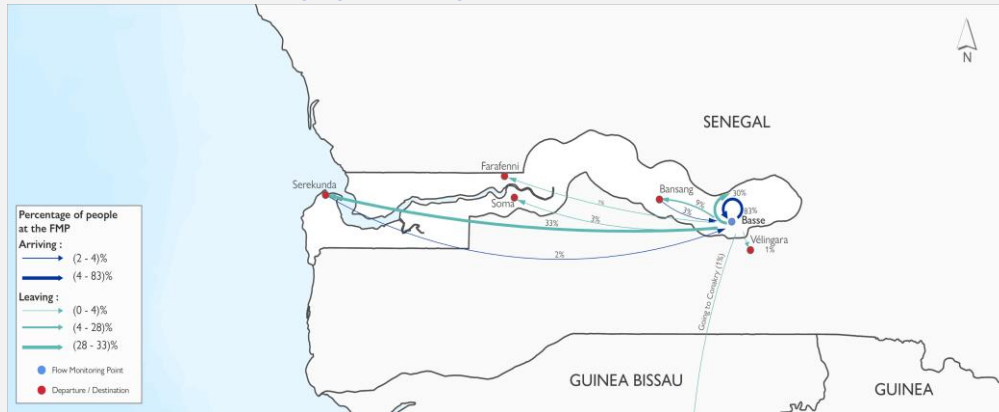 N
SENEGAL
Farafenni
Serekunda
Bansang
Soma
30%
9%
3%
83%
Basse
3%
33%
2%
Vélingara
1%
Going to Conakry (1%)
Percentage of people
at the FMP
Arriving :
(2 - 4)%
(4 - 83)%
Leaving :
(0 - 4)%
(4 - 28)%
(28 - 33)%
Flow Monitoring Point
Departure / Destination
GUINEA BISSAU
GUINEA